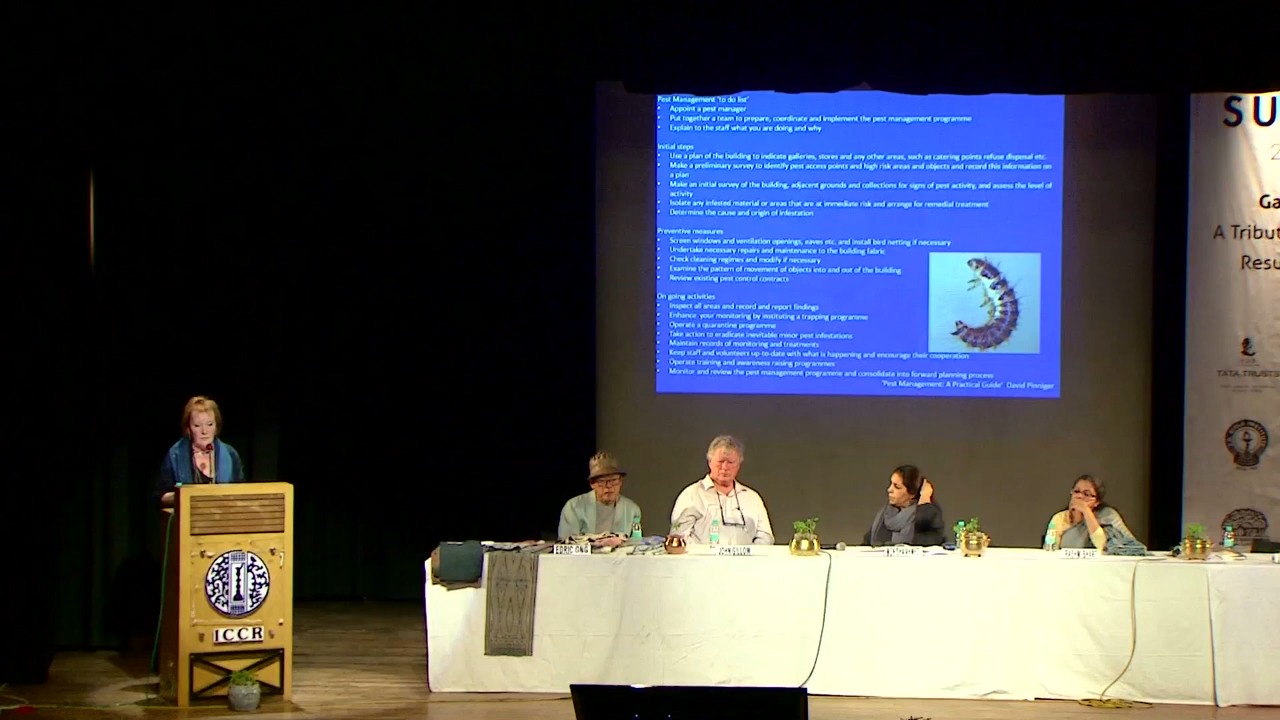 Pest Management 'to do list'
• Appoint a pest manager
• Put together a team to prepare, coordinate and implement the pest management programme
• Explain to the staff what you are doing and why
Initial steps
• Use a plan of the building to indicate galleries, stores and any other areas, such as catering points refuse disposal etc.
• Make a preliminary survey to identify pest access points and high risk areas and objects and record this information on
a plan
• Make an initial survey of the building, adjacent grounds and collections for signs of pest activity, and assess the level of
activity
• Isolate any infested material or areas that are at immediate risk and arrange for remedial treatment
• Determine the cause and origin of infestation
Preventive measures
• Screen windows and ventilation openings, eaves etc. and install bird netting if necessary
• Undertake necessary repairs and maintenance to the building fabric
• Check cleaning regimes and modify if necessary
• Examine the pattern of movement of objects into and out of the building
• Review existing pest control contracts
On going activities
• Inspect all areas and record and report findings
• Enhance your monitoring by instituting a trapping programme
• Operate a quarantine programme
• Take action to eradicate inevitable minor pest infestations
• Maintain records of monitoring and treatments
• Keep staff and volunteers up-to-date with what is happening and encourage their cooperation
• Operate training and awareness raising programmes
• Monitor and review the pest management programme and consolidate into forward planning process
'Pest Management: A Practical Guide' David Pinniger
SU
2
Ga
A Tribut
Resu
TATA TRUSTS
EDRIC ONG
JOHN GILLOW
ICCR